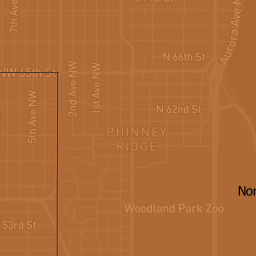 7th Ave
N 66th St
Aurora Ave N
NW 65th St
5th Ave NW
2nd Ave NW
1st Ave NW
N 62nd St
PHINNEY
RIDGE
Nor
Woodland Park Zoo
53rd St